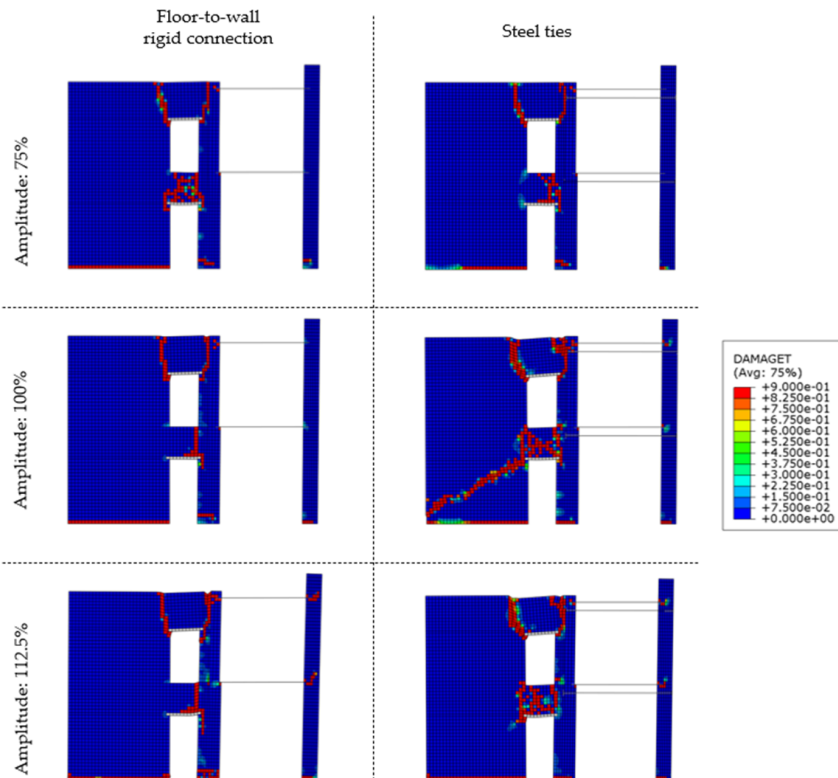 Floor-to-wall
rigid connection
Steel ties
Amplitude: 75%
Amplitude: 100%
Amplitude: 112.5%
DAMAGET
(Avg: 75%)
+9.000e-01
+8.250e-01
+7.500e-01
+6.750e-01
+6.000e-01
+5.250e-01
+4.500e-01
+3.750e-01
+3.000e-01
+2.250e-01
+1.500e-01
+7.500e-02
+0.000e+00